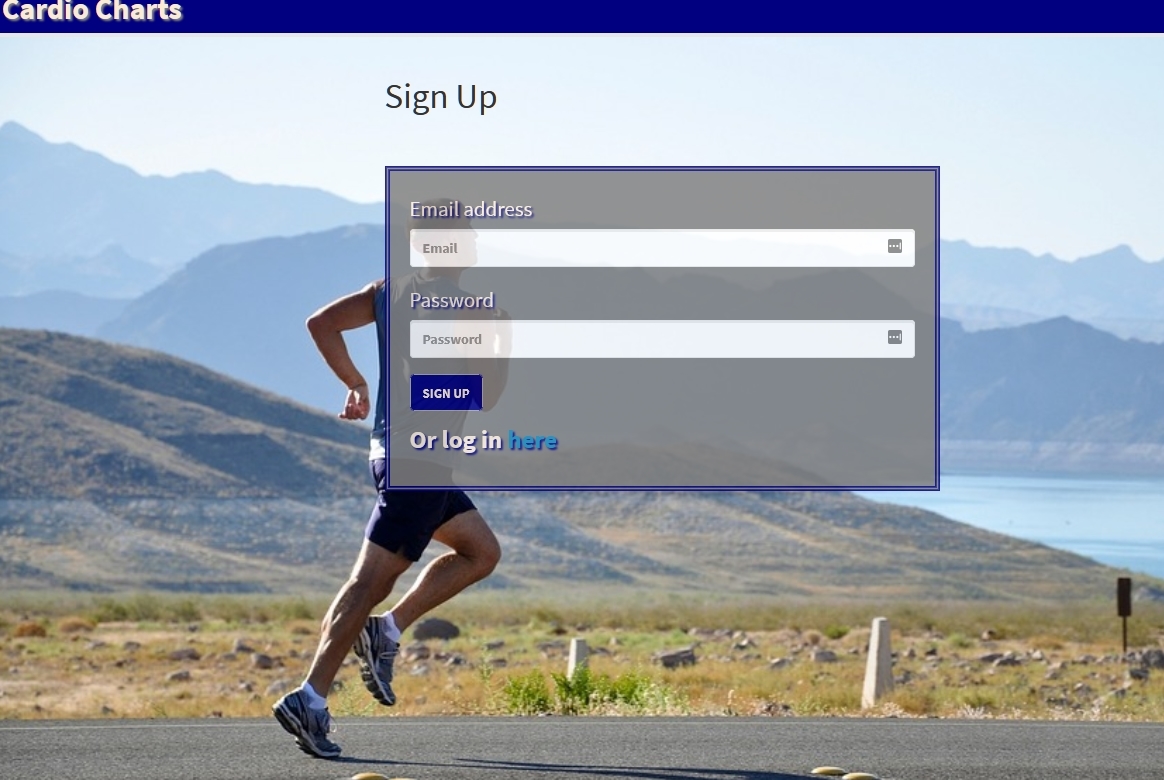 Cardio Charts
Sign Up
Email address
Email
Password
Password
SIGN UP
Or log in here